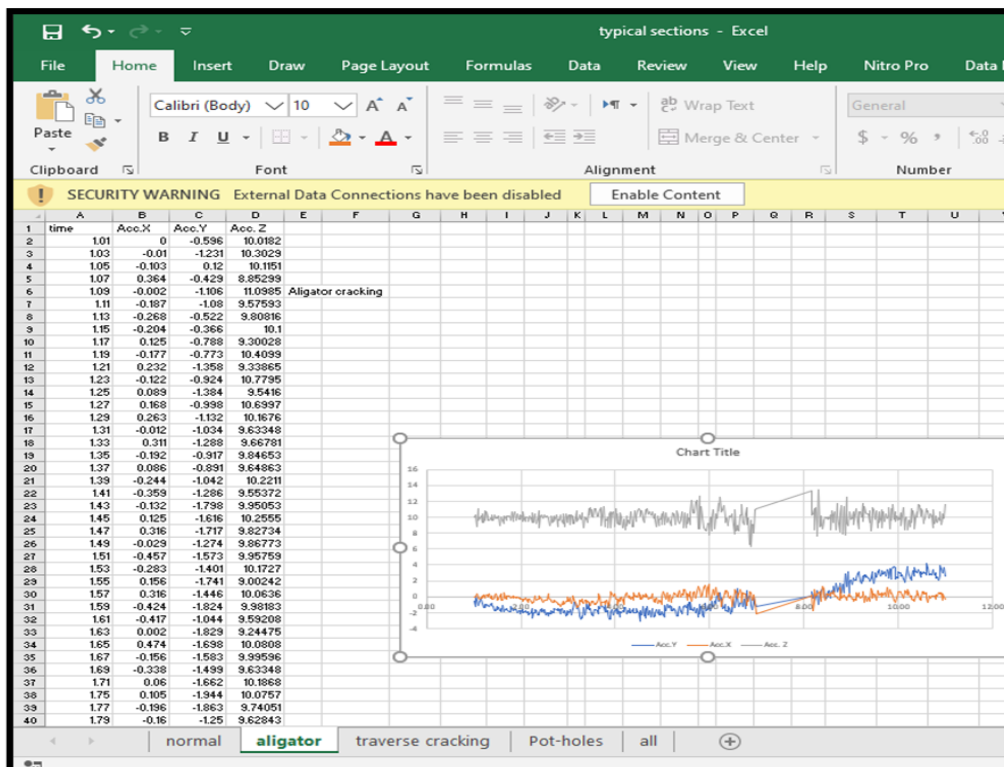 typical sections - Excel
File Home Insert Draw Page Layout Formulas Data Review View Help Nitro Pro Data
Calibri (Body) 10 A A ab Wrap Text General
Paste B I U A Merge & Center $ % , .00
Clipboard Font Alignment Number
! SECURITY WARNING External Data Connections have been disabled Enable Content
A B C D E F G H I J K L M N O P Q R S T U
1 time Acc.X Acc.Y Acc. Z
2 1.01 0 -0.596 10.0182
3 1.03 -0.01 -1.231 10.3029
4 1.05 -0.103 0.12 10.1151
5 1.07 0.364 -0.429 8.85299
6 1.09 -0.002 -1.106 11.0985 Aligator cracking
7 1.11 -0.187 -1.08 9.57593
8 1.13 -0.268 -0.522 9.80816
9 1.15 -0.204 -0.366 10.1
10 1.17 0.125 -0.788 9.30028
11 1.19 -0.177 -0.773 10.4099
12 1.21 0.232 -1.358 9.33865
13 1.23 -0.122 -0.924 10.7795
14 1.25 0.089 -1.384 9.5416
15 1.27 0.168 -0.998 10.6997
16 1.29 0.263 -1.132 10.1676
17 1.31 -0.012 -1.034 9.63348
18 1.33 0.311 -1.288 9.66781
19 1.35 -0.192 -0.917 9.84653
20 1.37 0.086 -0.891 9.64863
21 1.39 -0.244 -1.042 10.2211
22 1.41 -0.359 -1.286 9.55372
23 1.43 -0.132 -1.798 9.95053
24 1.45 0.125 -1.616 10.2555
25 1.47 0.316 -1.717 9.82734
26 1.49 -0.029 -1.274 9.86773
27 1.51 -0.457 -1.573 9.95759
28 1.53 -0.283 -1.401 10.1727
29 1.55 0.156 -1.741 9.00242
30 1.57 0.316 -1.446 10.0636
31 1.59 -0.424 -1.824 9.98183
32 1.61 -0.417 -1.044 9.59208
33 1.63 0.002 -1.829 9.24475
34 1.65 0.474 -1.698 10.0808
35 1.67 -0.156 -1.583 9.99596
36 1.69 -0.338 -1.499 9.63348
37 1.71 0.06 -1.662 10.1868
38 1.75 0.105 -1.944 10.0757
39 1.77 -0.196 -1.863 9.74051
40 1.79 -0.16 -1.25 9.62843
Chart Title
16
14
12
10
8
6
4
2
0
-2
-4
0.00 2.00 4.00 6.00 8.00 10.00 12.00
Acc.Y Acc.X Acc. Z
normal aligator traverse cracking Pot-holes all